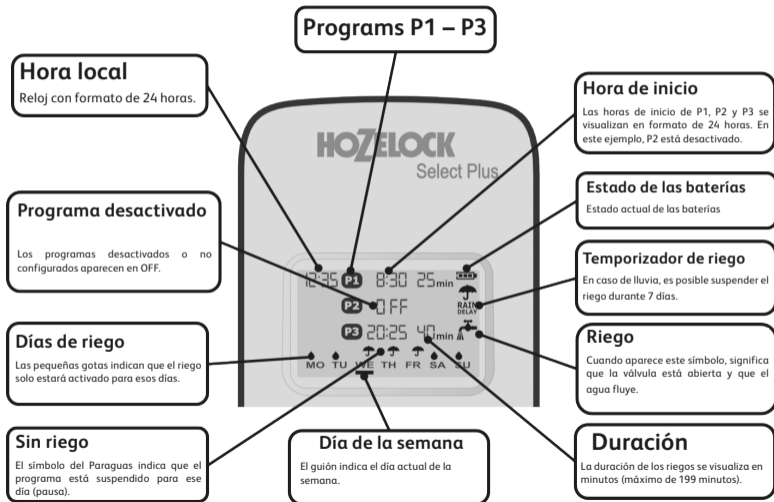 Programs P1 – P3
Hora local
Reloj con formato de 24 horas.
Hora de inicio
Las horas de inicio de P1, P2 y P3 se
visualizan en formato de 24 horas. En
este ejemplo, P2 está desactivado.
HOZELOCK
Select Plus
Programa desactivado
Los programas desactivados o no
configurados aparecen en OFF.
Estado de las baterías
Estado actual de las baterías
Temporizador de riego
En caso de lluvia, es posible suspender el
riego durante 7 días.
12:35 P1 8:30 25 min
P2 OFF
RAIN
DELAY
P3 20:25 40 min
MO TU WE TH FR SA SU
Días de riego
Las pequeñas gotas indican que el riego
solo estará activado para esos días.
Riego
Cuando aparece este símbolo, significa
que la válvula está abierta y que el
agua fluye.
Sin riego
El símbolo del Paraguas indica que el
programa está suspendido para ese
día (pausa).
Día de la semana
El guión indica el día actual de la
semana.
Duración
La duración de los riegos se visualiza en
minutos (máximo de 199 minutos).